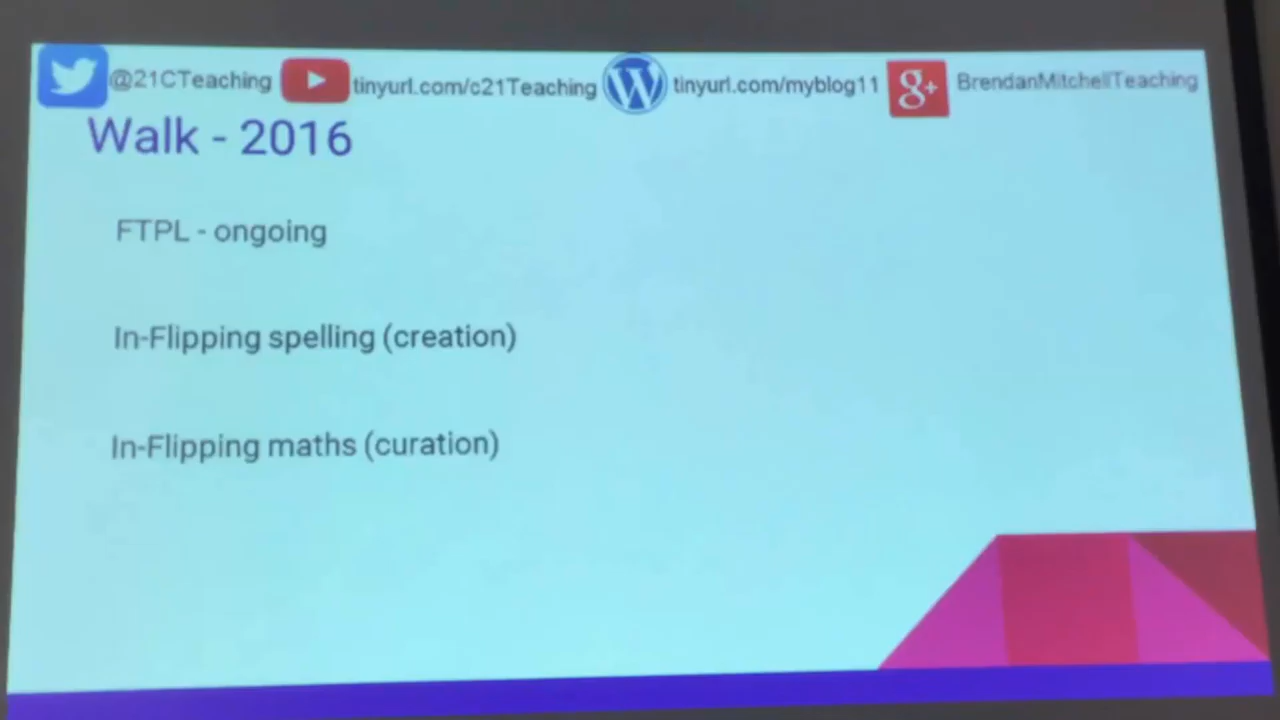 @21CTeaching tinyurl.com/c21Teaching tinyurl.com/myblog11 g+ BrendanMitchellTeaching
Walk - 2016
FTPL - ongoing
In-Flipping spelling (creation)
In-Flipping maths (curation)